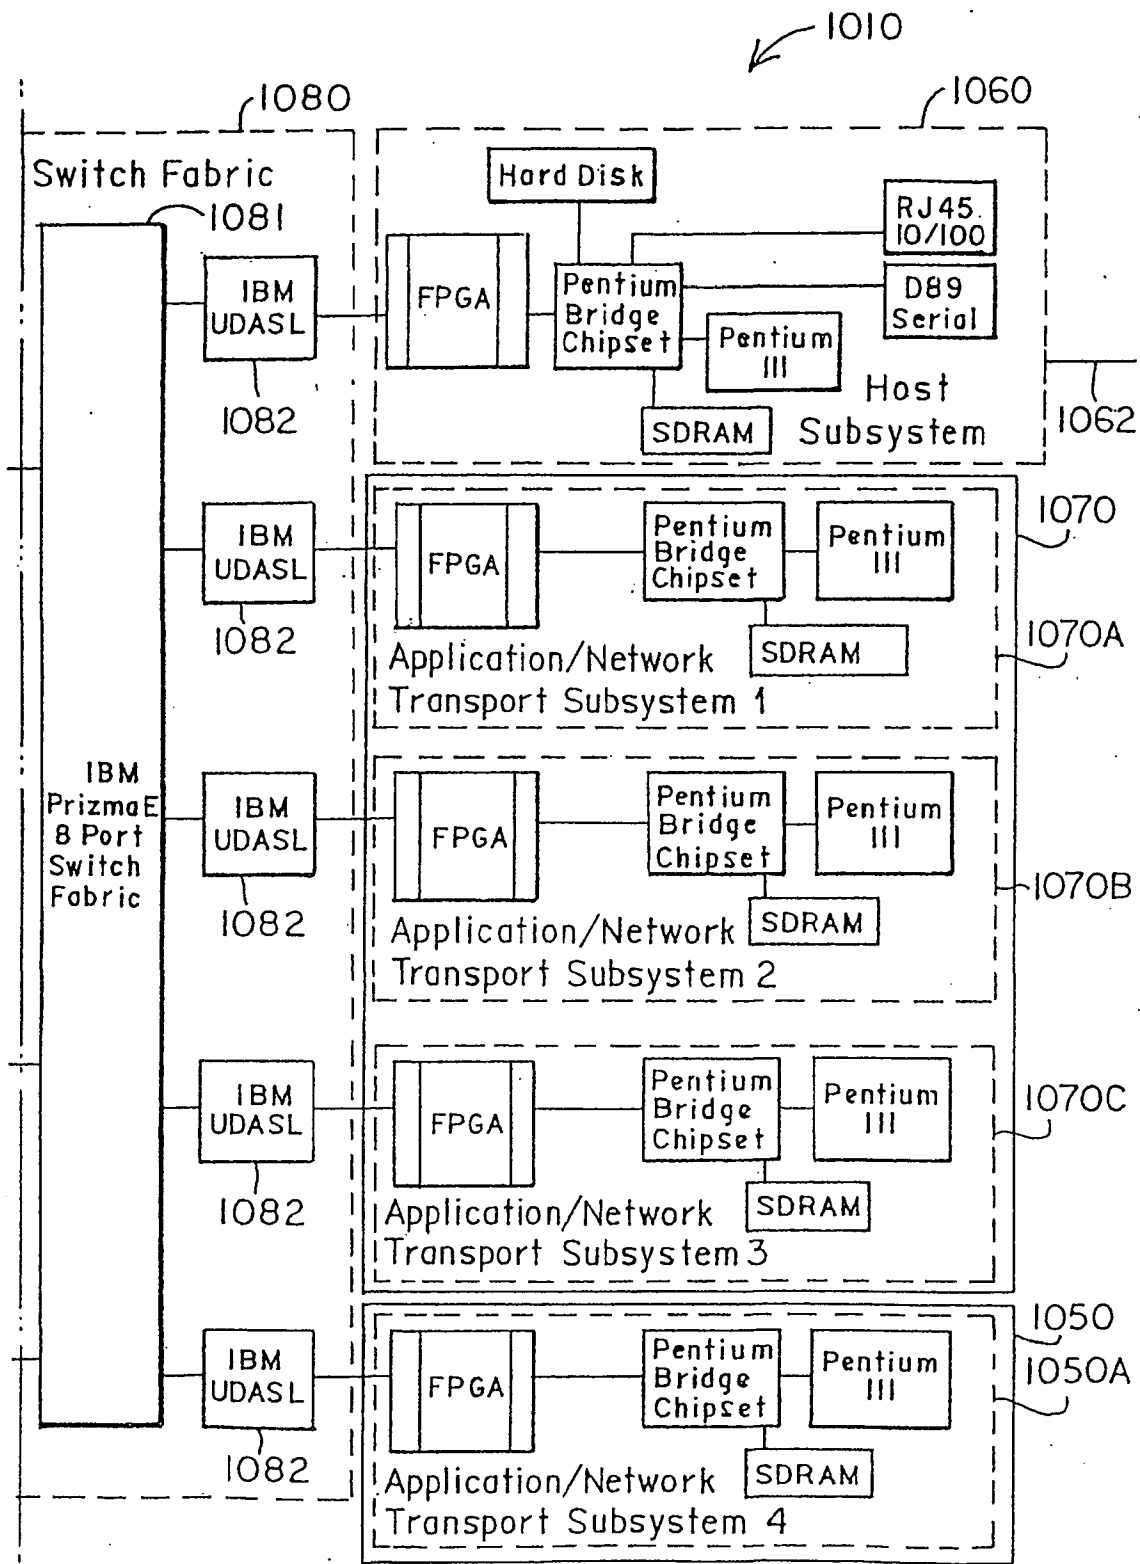 1010
1080
1060
Switch Fabric
1081
Hard Disk
RJ45.
10/100
IBM
UDASL
FPGA
Pentium
Bridge
Chipset
D89
Serial
Pentium
III
1082
Host
Subsystem
1062
SDRAM
IBM
UDASL
FPGA
Pentium
Bridge
Chipset
Pentium
III
1070
1082
SDRAM
1070A
Application/Network
Transport Subsystem 1
IBM
PrizmaE
8 Port
Switch
Fabric
IBM
UDASL
FPGA
Pentium
Bridge
Chipset
Pentium
III
1070B
1082
SDRAM
Application/Network
Transport Subsystem 2
IBM
UDASL
FPGA
Pentium
Bridge
Chipset
Pentium
III
1070C
1082
SDRAM
Application/Network
Transport Subsystem 3
1050
IBM
UDASL
FPGA
Pentium
Bridge
Chipset
Pentium
III
1050A
1082
SDRAM
Application/Network
Transport Subsystem 4